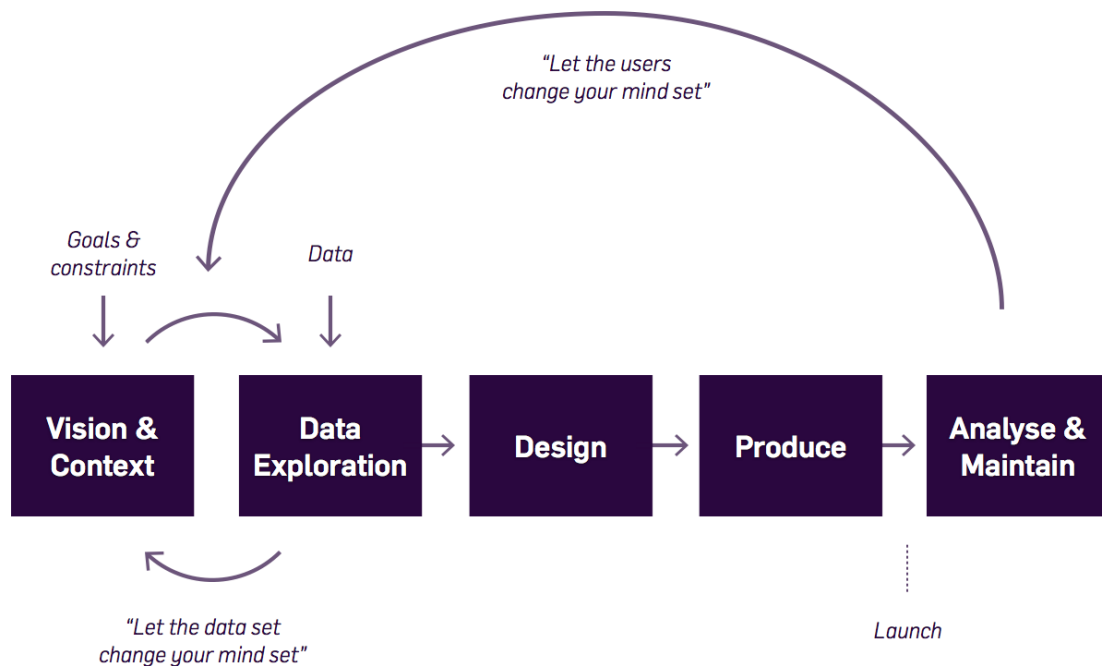 “Let the users
change your mind set”
Goals &
constraints
Data
Vision &
Context
Data
Exploration
Design
Produce
Analyse &
Maintain
“Let the data set
change your mind set”
Launch